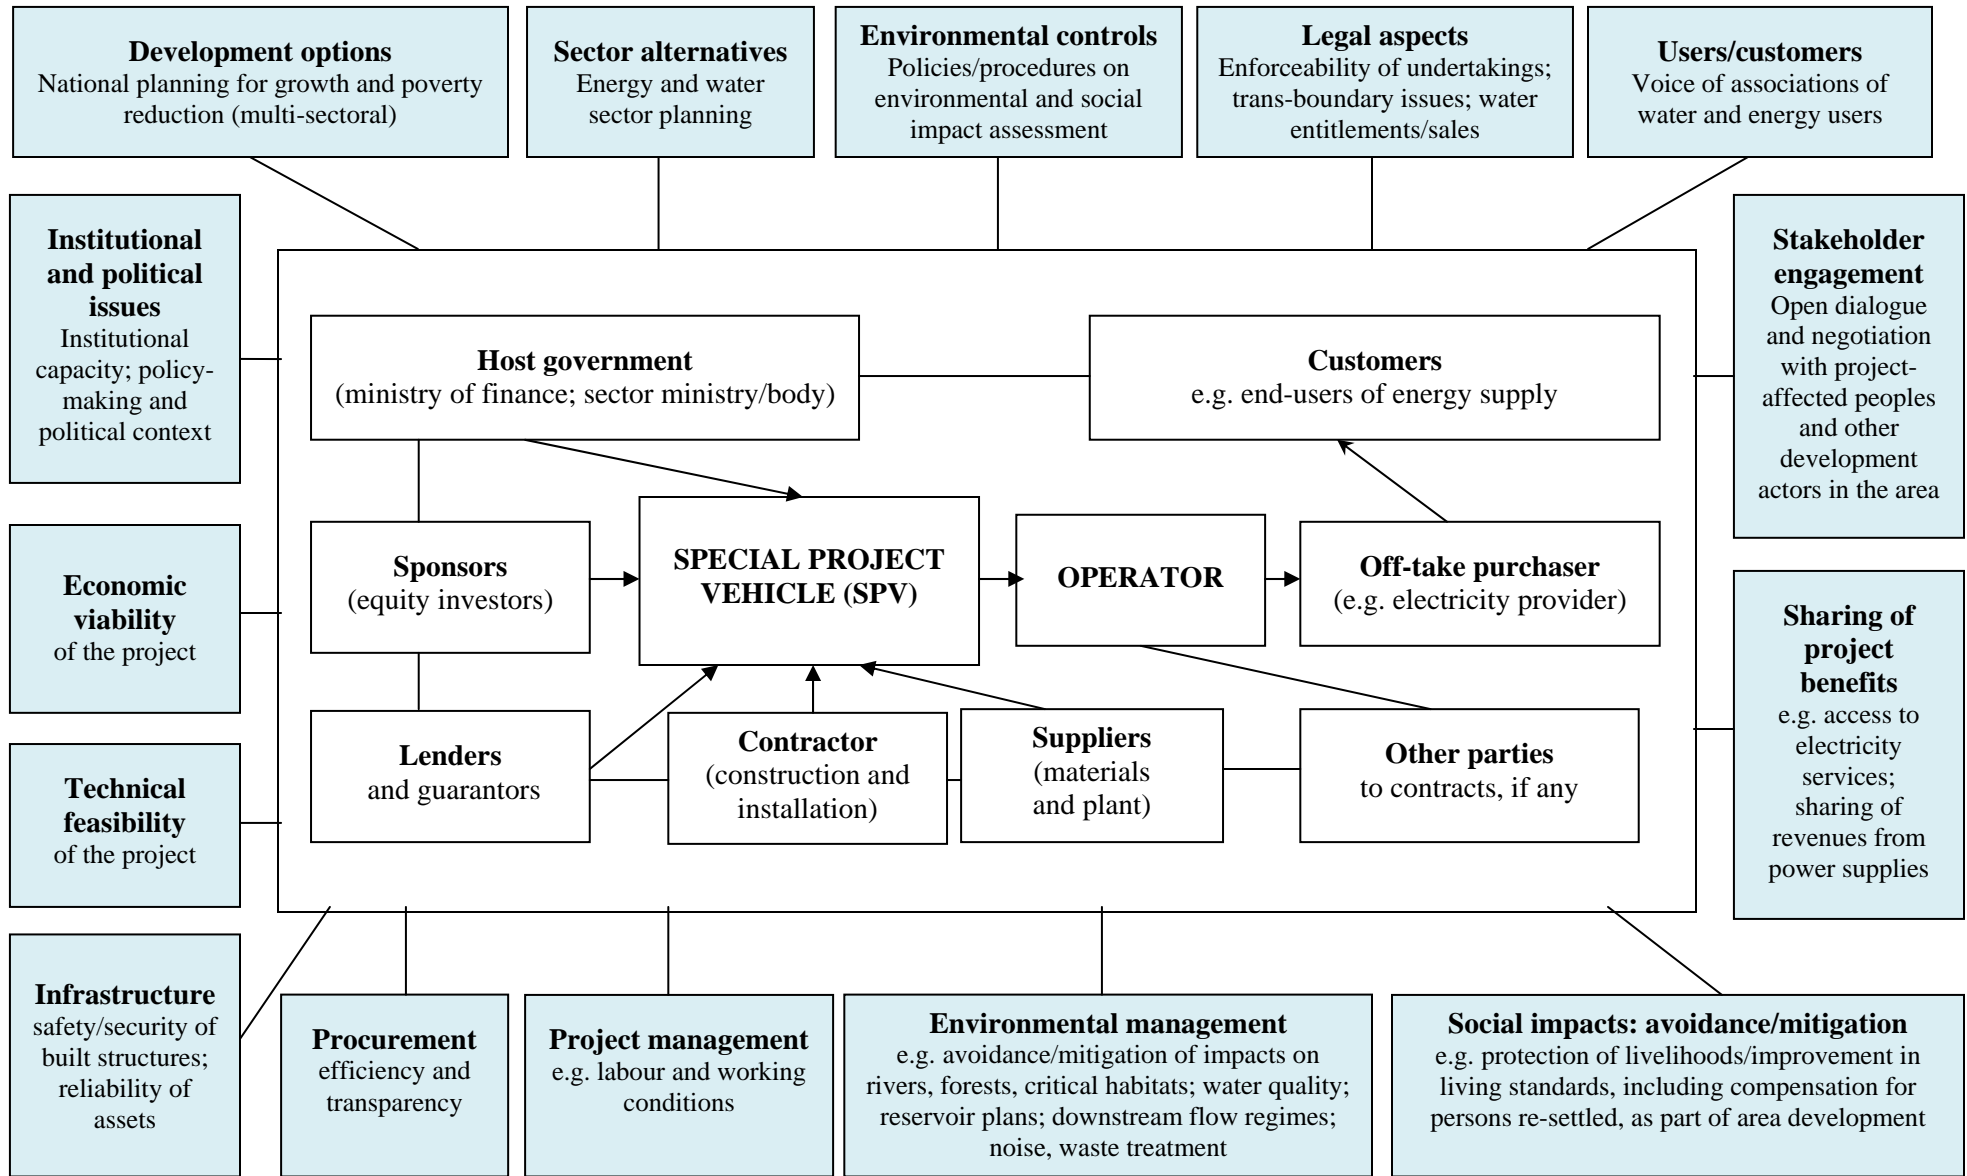 Development options
National planning for growth and poverty
reduction (multi-sectoral)
Sector alternatives
Energy and water
sector planning
Environmental controls
Policies/procedures on
environmental and social
impact assessment
Legal aspects
Enforceability of undertakings;
trans-boundary issues; water
entitlements/sales
Users/customers
Voice of associations of
water and energy users
Institutional
and political
issues
Institutional
capacity; policy-
making and
political context
Economic
viability
of the project
Technical
feasibility
of the project
Host government
(ministry of finance; sector ministry/body)
Customers
e.g. end-users of energy supply
Sponsors
(equity investors)
SPECIAL PROJECT
VEHICLE (SPV)
OPERATOR
Off-take purchaser
(e.g. electricity provider)
Lenders
and guarantors
Contractor
(construction and
installation)
Suppliers
(materials
and plant)
Other parties
to contracts, if any
Stakeholder
engagement
Open dialogue
and negotiation
with project-
affected peoples
and other
development
actors in the area
Sharing of
project
benefits
e.g. access to
electricity
services;
sharing of
revenues from
power supplies
Infrastructure
safety/security of
built structures;
reliability of
assets
Procurement
efficiency and
transparency
Project management
e.g. labour and working
conditions
Environmental management
e.g. avoidance/mitigation of impacts on
rivers, forests, critical habitats; water quality;
reservoir plans; downstream flow regimes;
noise, waste treatment
Social impacts: avoidance/mitigation
e.g. protection of livelihoods/improvement in
living standards, including compensation for
persons re-settled, as part of area development